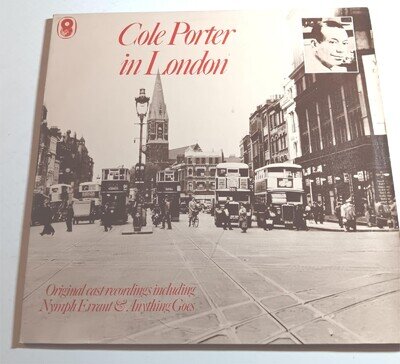 Cole Porter
in London
Original cast recordings including
Nymph Errant & Anything Goes